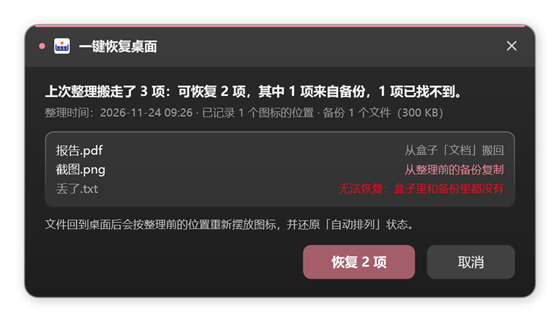 一键恢复桌面
上次整理搬走了 3 项：可恢复 2 项，其中 1 项来自备份，1 项已找不到。
整理时间：2026-11-24 09:26 · 已记录 1 个图标的位置 · 备份 1 个文件（300 KB）
报告.pdf 从盒子「文档」搬回
截图.png 从整理前的备份复制
丢了.txt 无法恢复：盒子里和备份里都没有
文件回到桌面后会按整理前的位置重新摆放图标，并还原「自动排列」状态。
恢复 2 项 取消